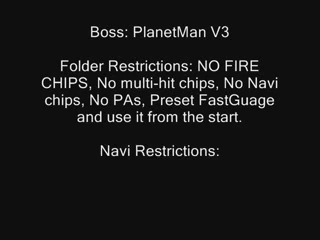 Boss: PlanetMan V3
Folder Restrictions: NO FIRE
CHIPS, No multi-hit chips, No Navi
chips, No PAs, Preset FastGuage
and use it from the start.
Navi Restrictions: